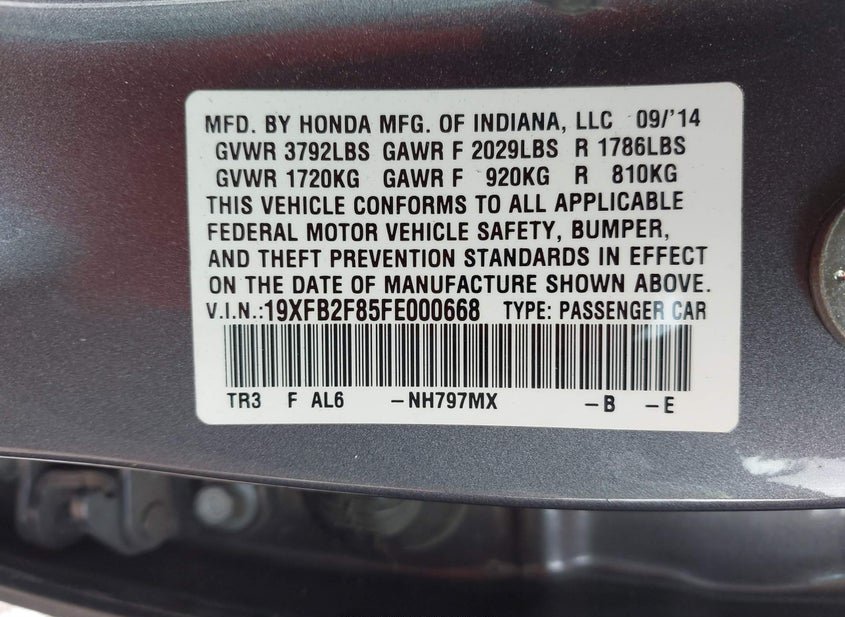 MFD. BY HONDA MFG. OF INDIANA, LLC 09/'14
GVWR 3792LBS GAWR F 2029LBS R 1786LBS
GVWR 1720KG GAWR F 920KG R 810KG
THIS VEHICLE CONFORMS TO ALL APPLICABLE
FEDERAL MOTOR VEHICLE SAFETY, BUMPER,
AND THEFT PREVENTION STANDARDS IN EFFECT
ON THE DATE OF MANUFACTURE SHOWN ABOVE.
V.I.N.:19XFB2F85FE000668 TYPE: PASSENGER CAR
TR3 F AL6 -NH797MX -B -E